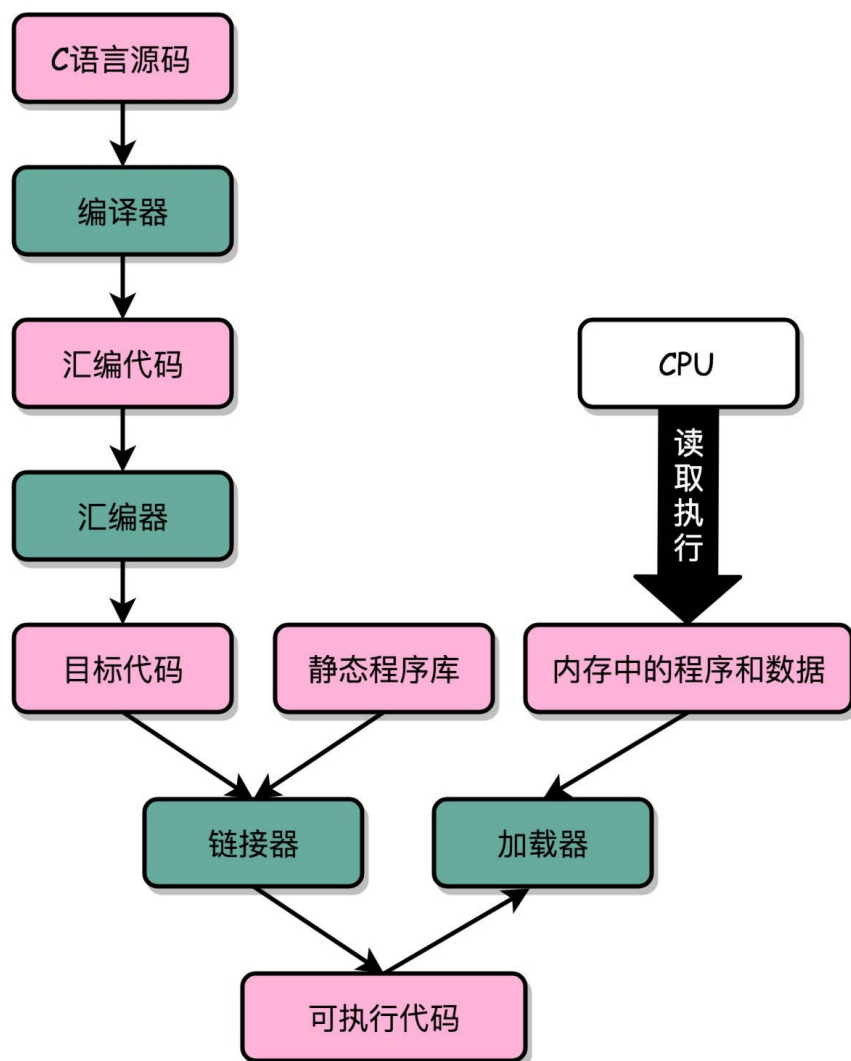 C语言源码
编译器
汇编代码
CPU
读取执行
汇编器
目标代码
静态程序库
内存中的程序和数据
链接器
加载器
可执行代码